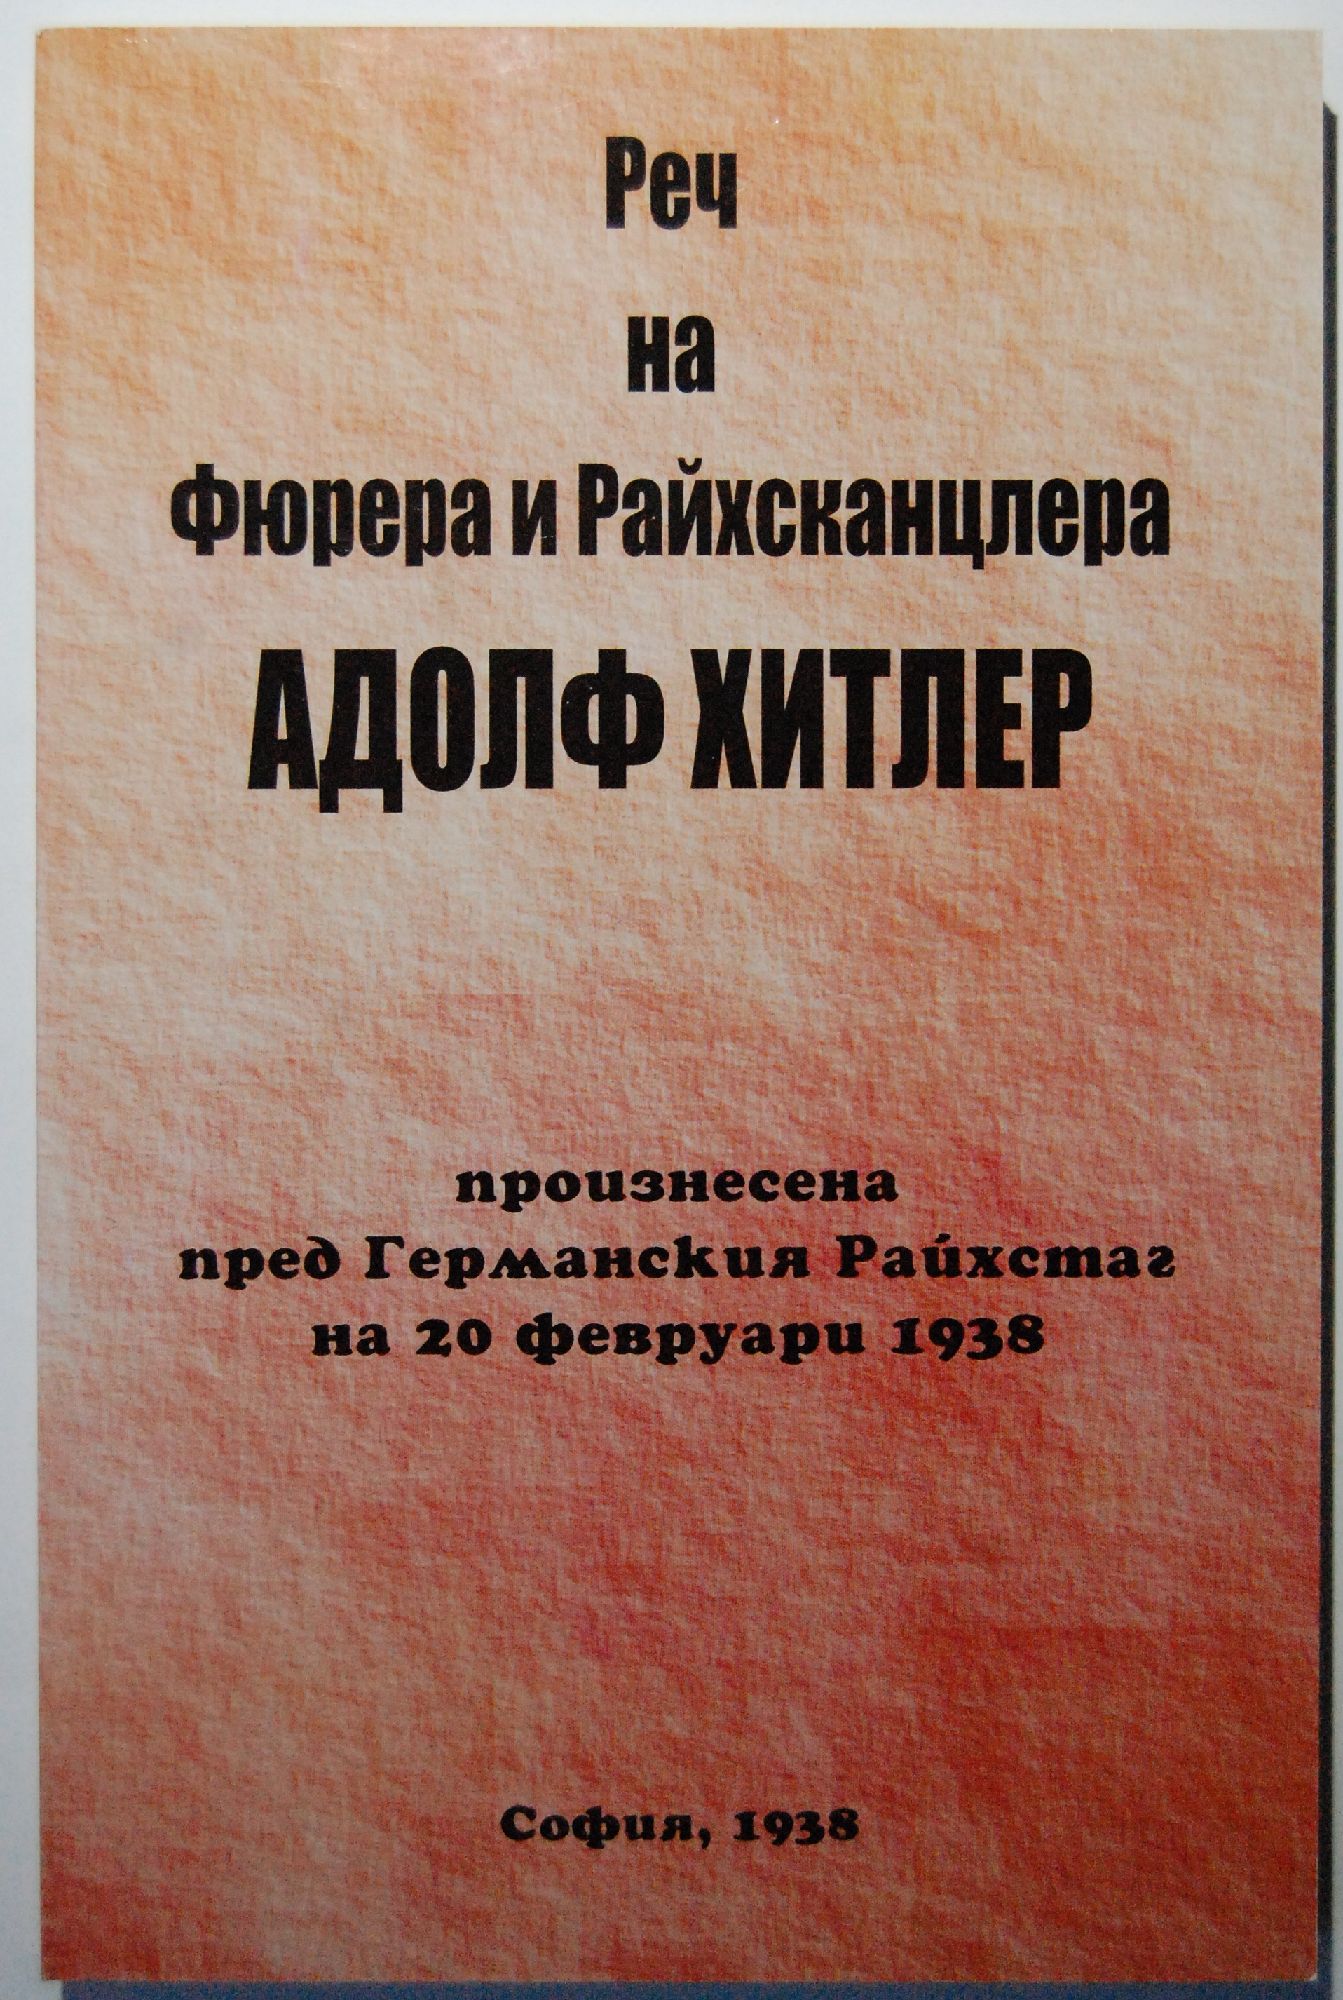 Реч
на
Фюрера и Райхсканцлера
АДОЛФ ХИТЛЕР
произнесена
пред Германския Райхстаг
на 20 февруари 1938
София, 1938